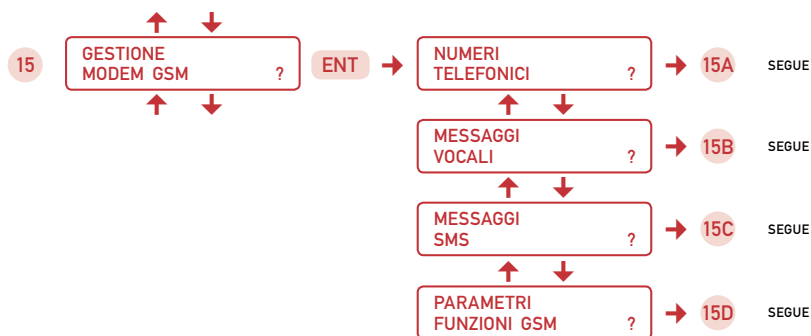 15 GESTIONE
MODEM GSM ? ENT
NUMERI
TELEFONICI ? 15A SEGUE
MESSAGGI
VOCALI ? 15B SEGUE
MESSAGGI
SMS ? 15C SEGUE
PARAMETRI
FUNZIONI GSM ? 15D SEGUE